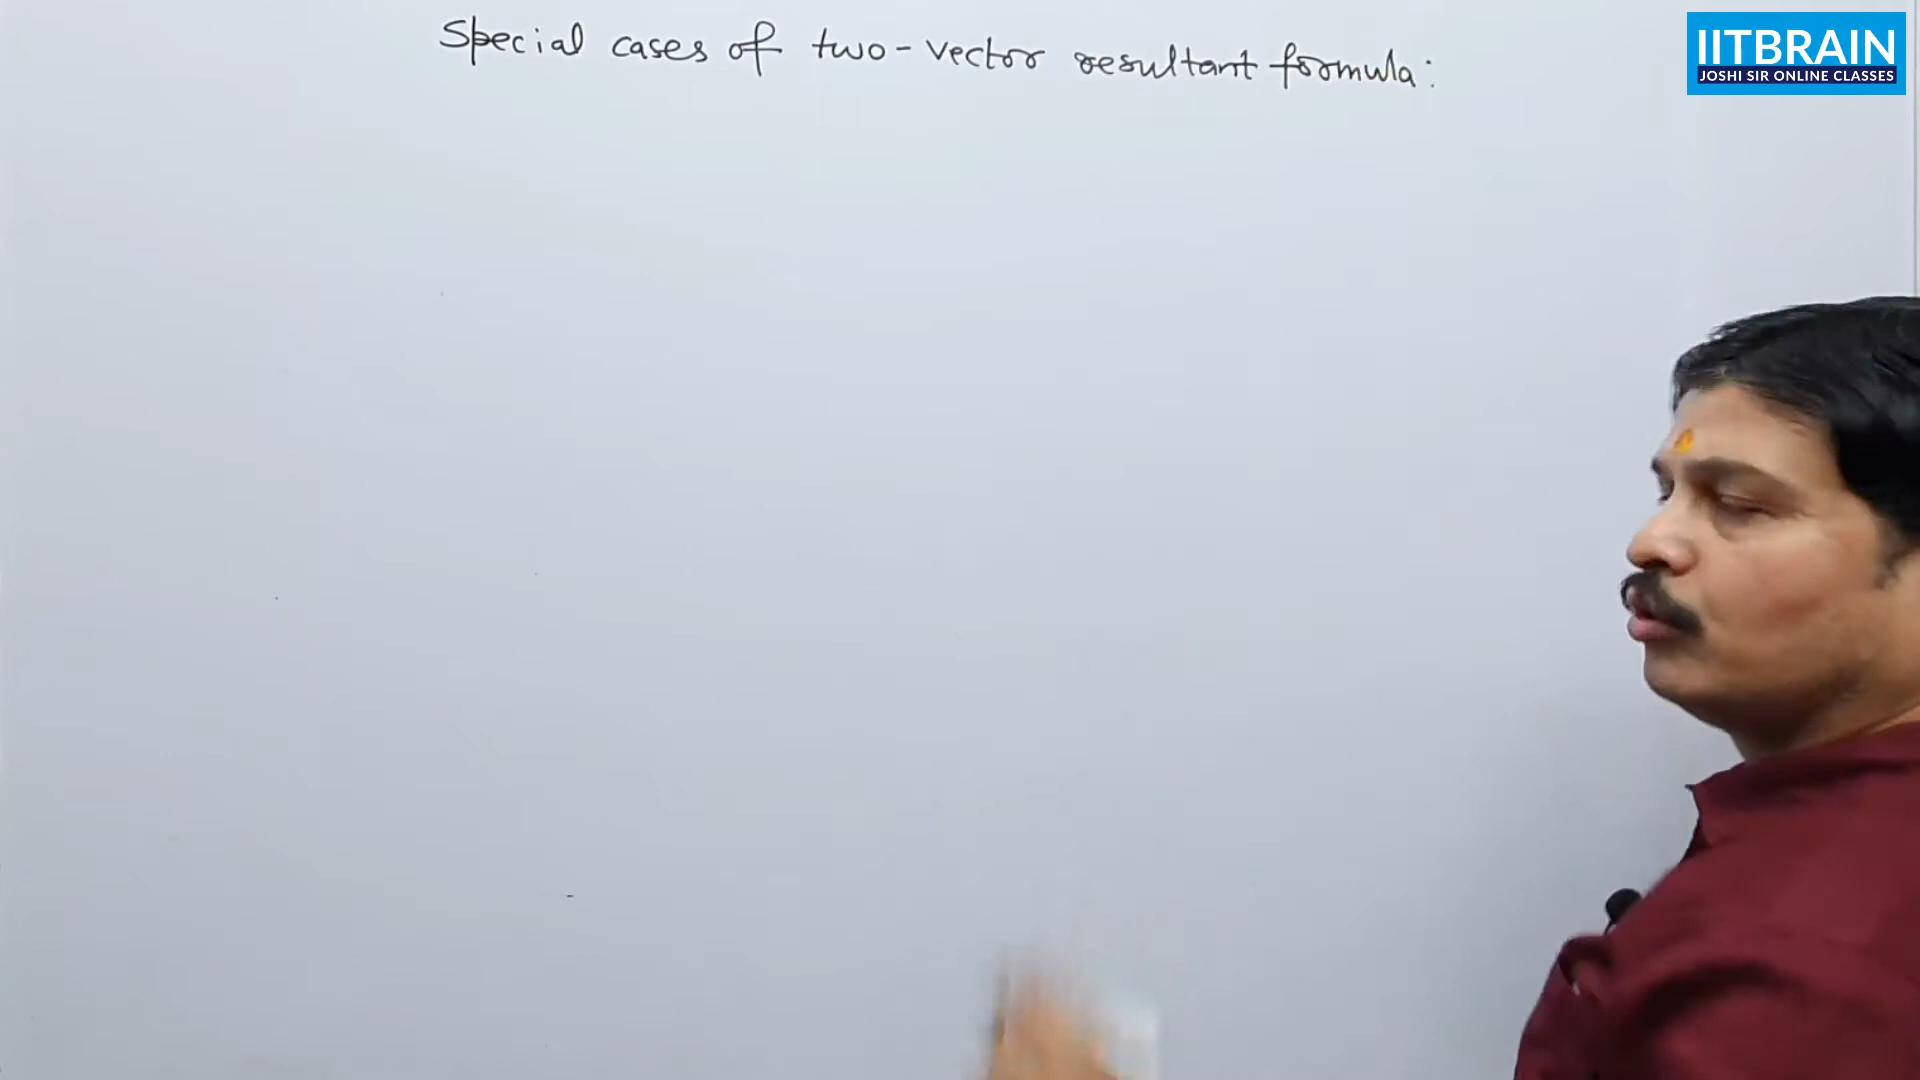 Special cases of two-vector resultant formula:
IITBRAIN
JOSHI SIR ONLINE CLASSES